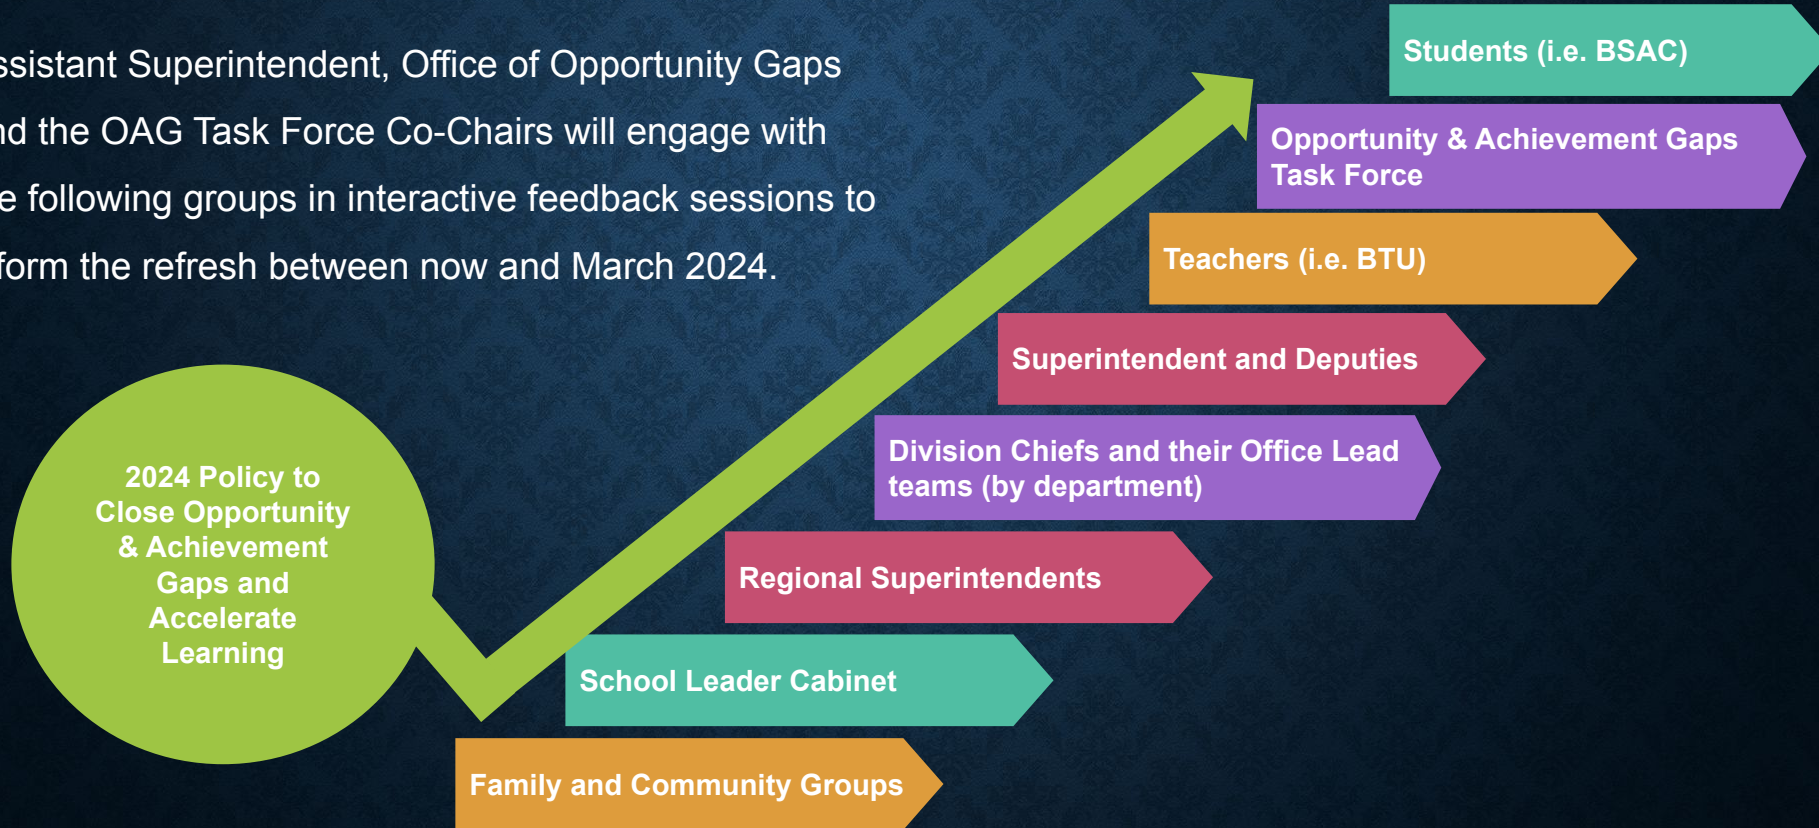 ssistant Superintendent, Office of Opportunity Gaps
nd the OAG Task Force Co-Chairs will engage with
e following groups in interactive feedback sessions to
form the refresh between now and March 2024.
Students (i.e. BSAC)
Opportunity & Achievement Gaps
Task Force
Teachers (i.e. BTU)
Superintendent and Deputies
Division Chiefs and their Office Lead
teams (by department)
Regional Superintendents
School Leader Cabinet
Family and Community Groups
2024 Policy to
Close Opportunity
& Achievement
Gaps and
Accelerate
Learning